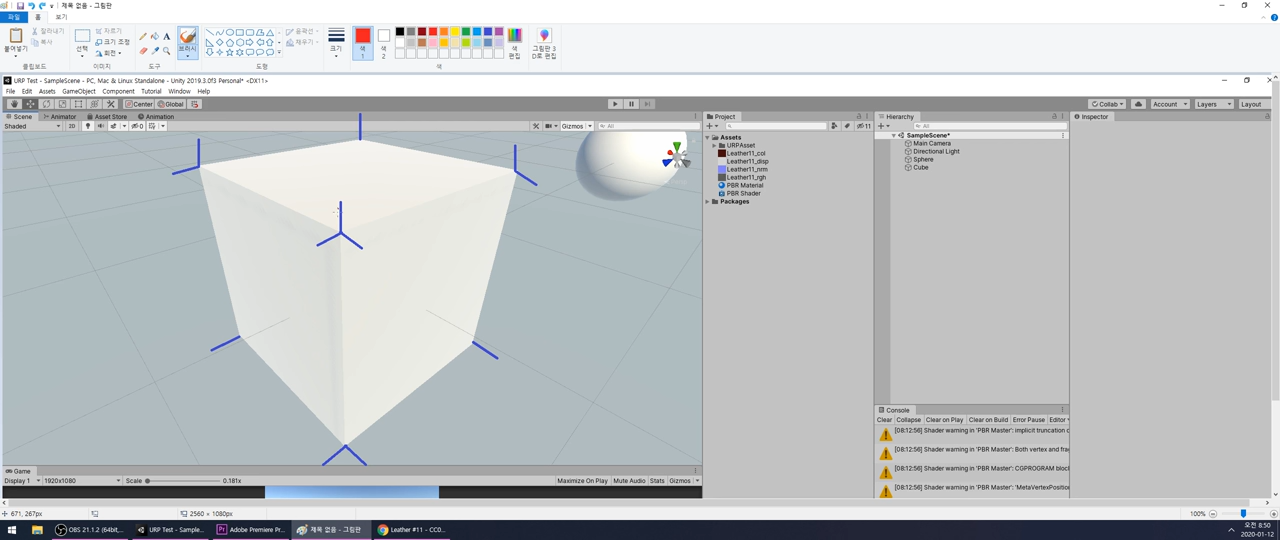 제목 없음 - 그림판
파일 홈 보기
붙여넣기 잘라내기 복사
선택 자르기 크기 조정 회전
브러시
윤곽선 채우기
크기
색 1 색 2
색 편집
그림판 3D로 편집
클립보드 이미지 도구 도형 색
URP Test - SampleScene - PC, Mac & Linux Standalone - Unity 2019.3.0f3 Personal* <DX11>
File Edit Assets GameObject Component Tutorial Window Help
Center Global Collab Account Layers Layout
Scene Animator Asset Store Animation
Shaded 2D 0 Gizmos All
Project
11
Assets
URPAsset
Leather11_col
Leather11_disp
Leather11_nrm
Leather11_rgh
PBR Material
PBR Shader
Packages
Hierarchy
All
SampleScene*
Main Camera
Directional Light
Sphere
Cube
Inspector
Console
Clear Collapse Clear on Play Clear on Build Error Pause Editor
[08:12:56] Shader warning in 'PBR Master': implicit truncation
[08:12:56] Shader warning in 'PBR Master': Both vertex and
[08:12:56] Shader warning in 'PBR Master': CGPROGRAM
[08:12:56] Shader warning in 'PBR Master':
Game
Display 1 1920x1080 Scale 0.181x Maximize On Play Mute Audio Stats Gizmos
671, 267px 2560 × 1080px 100%
OBS 21.1.2 (64bit,... URP Test - Sample... Adobe Premiere Pr... 제목 없음 - 그림판 Leather #11 - CC0...
오전 8:50
2020-01-12